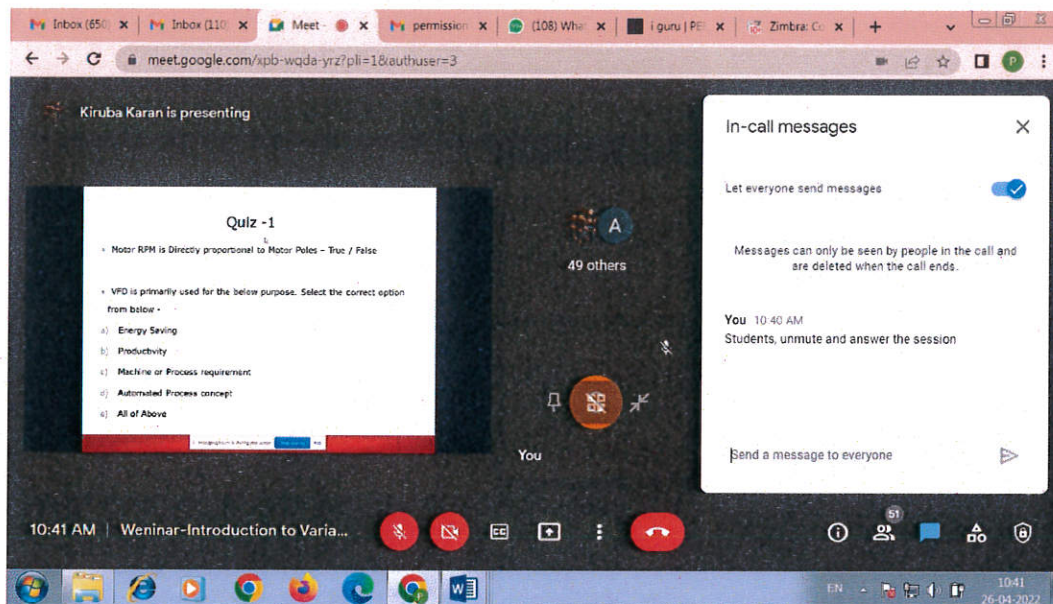 Inbox (650
Inbox (110
Meet -
permission
(108) What
i guru | PE
Zimbra: Co
meet.google.com/xpb-wqda-yrz?pli=1&authuser=3
P
Kiruba Karan is presenting
Quiz -1
Motor RPM is Directly proportional to Motor Poles - True / False
VFD is primarily used for the below purpose. Select the correct option
from below -
a) Energy Saving
b) Productivity
c) Machine or Process requirement
d) Automated Process concept
e) All of Above
A
49 others
You
In-call messages
Let everyone send messages
Messages can only be seen by people in the call and
are deleted when the call ends.
You 10:40 AM
Students, unmute and answer the session
Send a message to everyone
10:41 AM | Weninar-Introduction to Varia...
CC
51
EN
10:41
26-04-2022